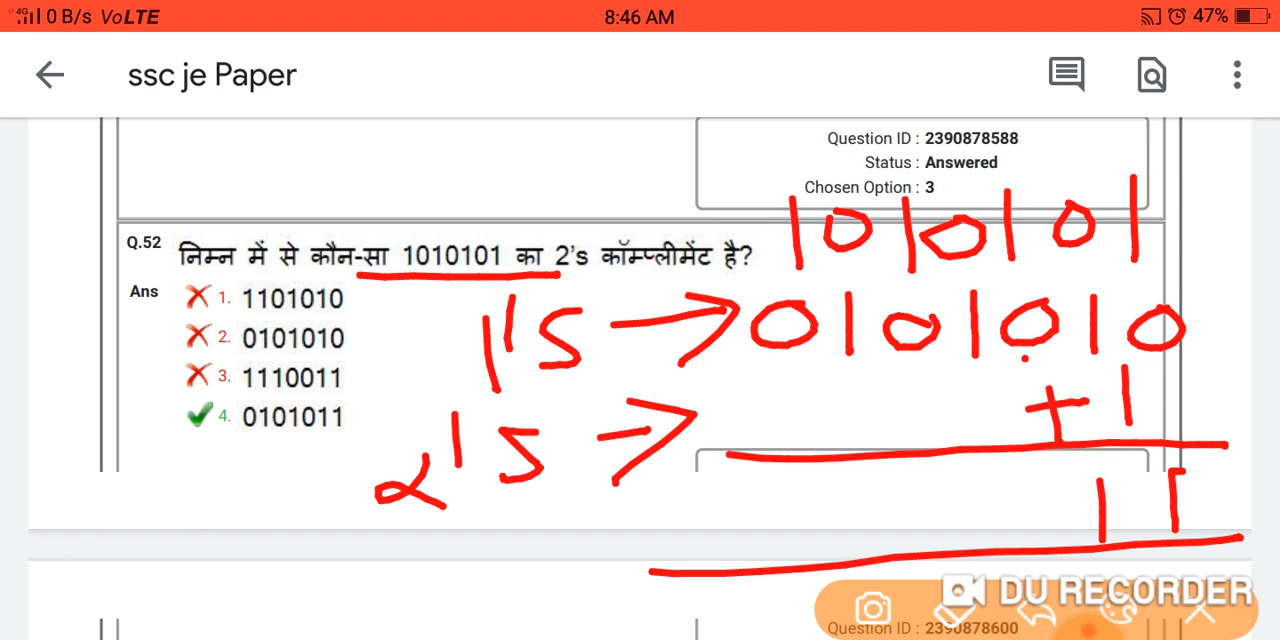 4G 0 B/s VoLTE 8:46 AM 47%
ssc je Paper
Question ID : 2390878588
Status : Answered
Chosen Option : 3
1010101
Q.52 निम्न में से कौन-सा 1010101 का 2's कॉम्प्लीमेंट है?
Ans 1. 1101010
2. 0101010
3. 1110011
4. 0101011
1's → 0101010
+1
2's →
11
DU RECORDER
Question ID : 2390878600